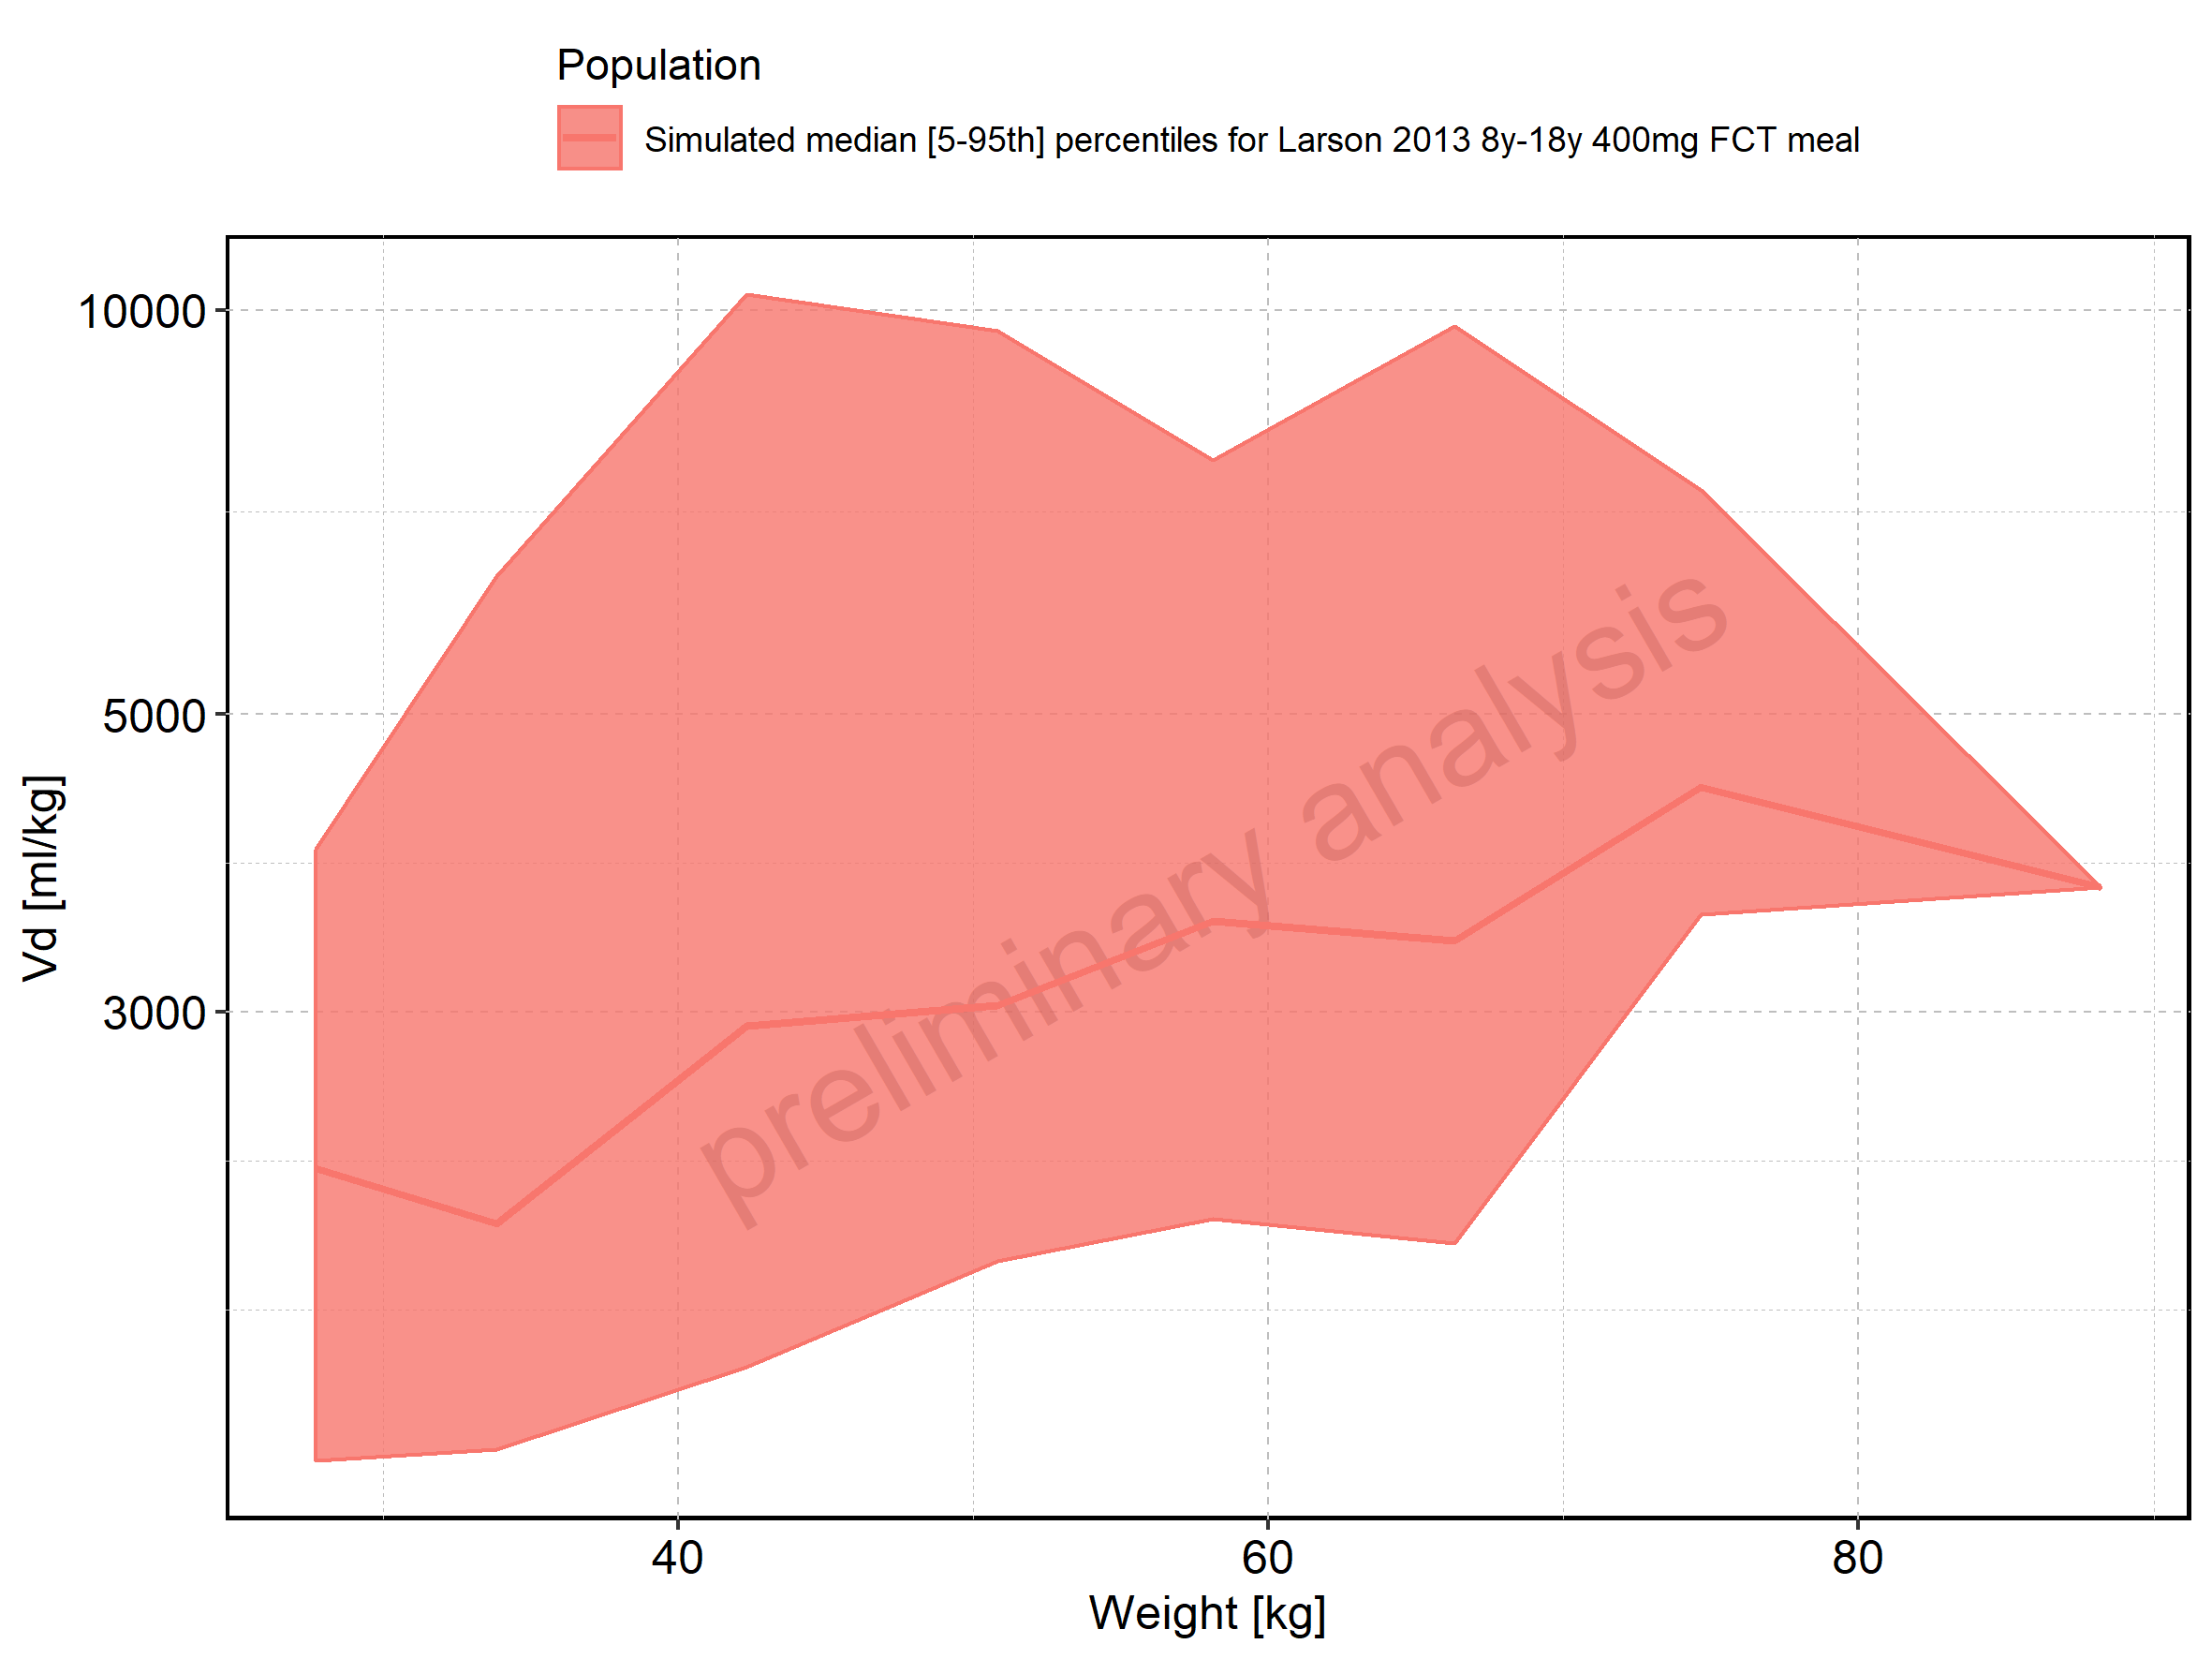 Population
Simulated median [5-95th] percentiles for Larson 2013 8y-18y 400mg FCT meal
10000
5000
3000
Vd [ml/kg]
preliminary analysis
40 60 80
Weight [kg]